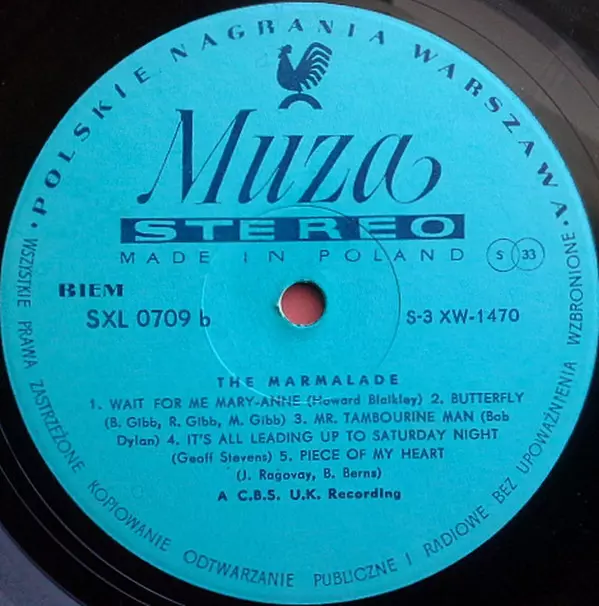 • POLSKIE NAGRANIA WARSZAWA •
Muza
STEREO
MADE IN POLAND
S 33
BIEM
SXL 0709 b
S-3 XW-1470
THE MARMALADE
1. WAIT FOR ME MARY-ANNE (Howard Blaikley) 2. BUTTERFLY
(B. Gibb, R. Gibb, M. Gibb) 3. MR. TAMBOURINE MAN (Bob
Dylan) 4. IT'S ALL LEADING UP TO SATURDAY NIGHT
(Geoff Stevens) 5. PIECE OF MY HEART
(J. Ragovay, B. Berns)
A C.B.S. U.K. Recording
WSZYSTKIE PRAWA ZASTRZEŻONE KOPIOWANIE ODTWARZANIE PUBLICZNE I RADIOWE BEZ UPOWAŻNIENIA WZBRONIONE